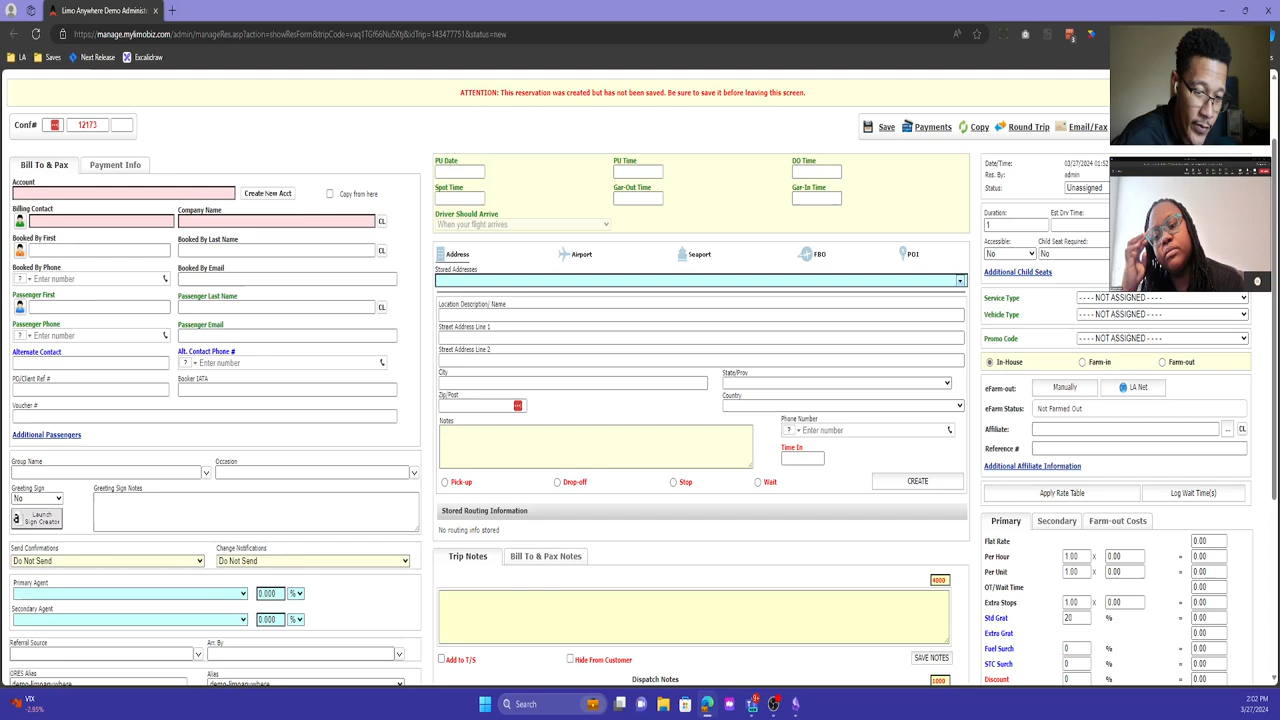 Limo Anywhere Demo Administ
https://manage.mylimobiz.com/admin/manageRes.asp?action=showResForm&tripCode=vaq1TGf66Nu5Xtj&idTrip=143477751&status=new
LA
Saves
Next Release
Excalidraw
ATTENTION: This reservation was created but has not been saved. Be sure to save it before leaving this screen.
Conf# 12173
Save
Payments
Copy
Round Trip
Email/Fax
Bill To & Pax
Payment Info
Account
Create New Acct
Copy from here
Billing Contact
Company Name
CL
Booked By First
Booked By Last Name
Booked By Phone
Booked By Email
? Enter number
Passenger First
Passenger Last Name
CL
Passenger Phone
Passenger Email
? Enter number
Alternate Contact
Alt. Contact Phone #
? Enter number
PO/Client Ref #
Booker IATA
Voucher #
Additional Passengers
Group Name
Occasion
Greeting Sign
Greeting Sign Notes
No
Launch
Sign Creator
Send Confirmations
Change Notifications
Do Not Send
Do Not Send
Primary Agent
0.000 %
Secondary Agent
0.000 %
Referral Source
Arr. By
ORES Alias
Alias
demo-limoanywhere
demo-limoanywhere
PU Date
PU Time
DO Time
Spot Time
Gar-Out Time
Gar-In Time
Driver Should Arrive
When your flight arrives
Address
Airport
Seaport
FBO
POI
Stored Addresses
Location Description/ Name
Street Address Line 1
Street Address Line 2
City
State/Prov
Zip/Post
Country
Notes
Phone Number
? Enter number
Time In
Pick-up
Drop-off
Stop
Wait
CREATE
Stored Routing Information
No routing info stored
Trip Notes
Bill To & Pax Notes
4000
Add to T/S
Hide From Customer
SAVE NOTES
Dispatch Notes
1000
Date/Time: 03/27/2024 01:52
Res. By: admin
Status: Unassigned
Duration:
Est Drv Time:
1
Accessible:
Child Seat Required:
No
No
Additional Child Seats
Service Type - - - - NOT ASSIGNED - - - -
Vehicle Type - - - - NOT ASSIGNED - - - -
Promo Code - - - - NOT ASSIGNED - - - -
In-House
Farm-in
Farm-out
eFarm-out: Manually LA Net
eFarm Status: Not Farmed Out
Affiliate: ... CL
Reference #
Additional Affiliate Information
Apply Rate Table
Log Wait Time(s)
Primary
Secondary
Farm-out Costs
Flat Rate 0.00
Per Hour 1.00 X 0.00 = 0.00
Per Unit 1.00 X 0.00 = 0.00
OT/Wait Time 0.00
Extra Stops 1.00 X 0.00 = 0.00
Std Grat 20 % = 0.00
Extra Grat 0.00
Fuel Surch 0 % = 0.00
STC Surch 0 % = 0.00
Discount 0 % = 0.00
VIX
-2.95%
Search
2:02 PM
3/27/2024